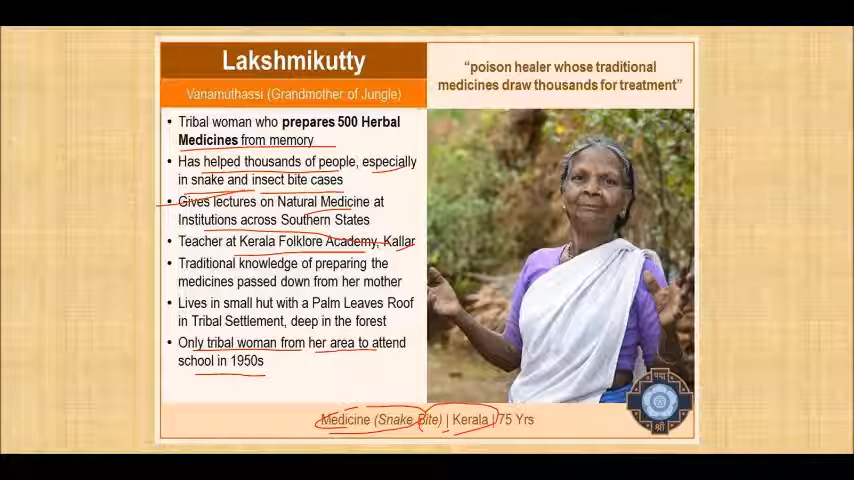 Lakshmikutty
Vanamuthassi (Grandmother of Jungle)
“poison healer whose traditional
medicines draw thousands for treatment”
• Tribal woman who prepares 500 Herbal
Medicines from memory
• Has helped thousands of people, especially
in snake and insect bite cases
• Gives lectures on Natural Medicine at
Institutions across Southern States
• Teacher at Kerala Folklore Academy, Kallar
• Traditional knowledge of preparing the
medicines passed down from her mother
• Lives in small hut with a Palm Leaves Roof
in Tribal Settlement, deep in the forest
• Only tribal woman from her area to attend
school in 1950s
पद्म
श्री
Medicine (Snake Bite) | Kerala | 75 Yrs